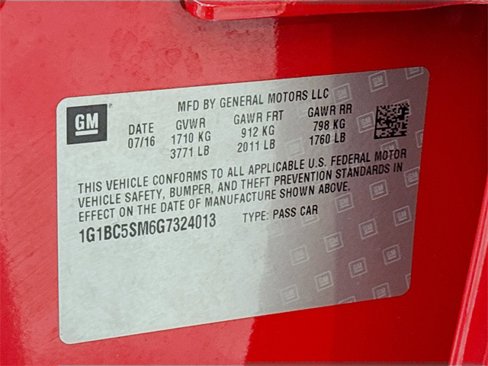 GM
MFD BY GENERAL MOTORS LLC
DATE GVWR GAWR FRT GAWR RR
07/16 1710 KG 912 KG 798 KG
3771 LB 2011 LB 1760 LB
THIS VEHICLE CONFORMS TO ALL APPLICABLE U.S. FEDERAL MOTOR
VEHICLE SAFETY, BUMPER, AND THEFT PREVENTION STANDARDS IN
EFFECT ON THE DATE OF MANUFACTURE SHOWN ABOVE.
1G1BC5SM6G7324013 TYPE: PASS CAR